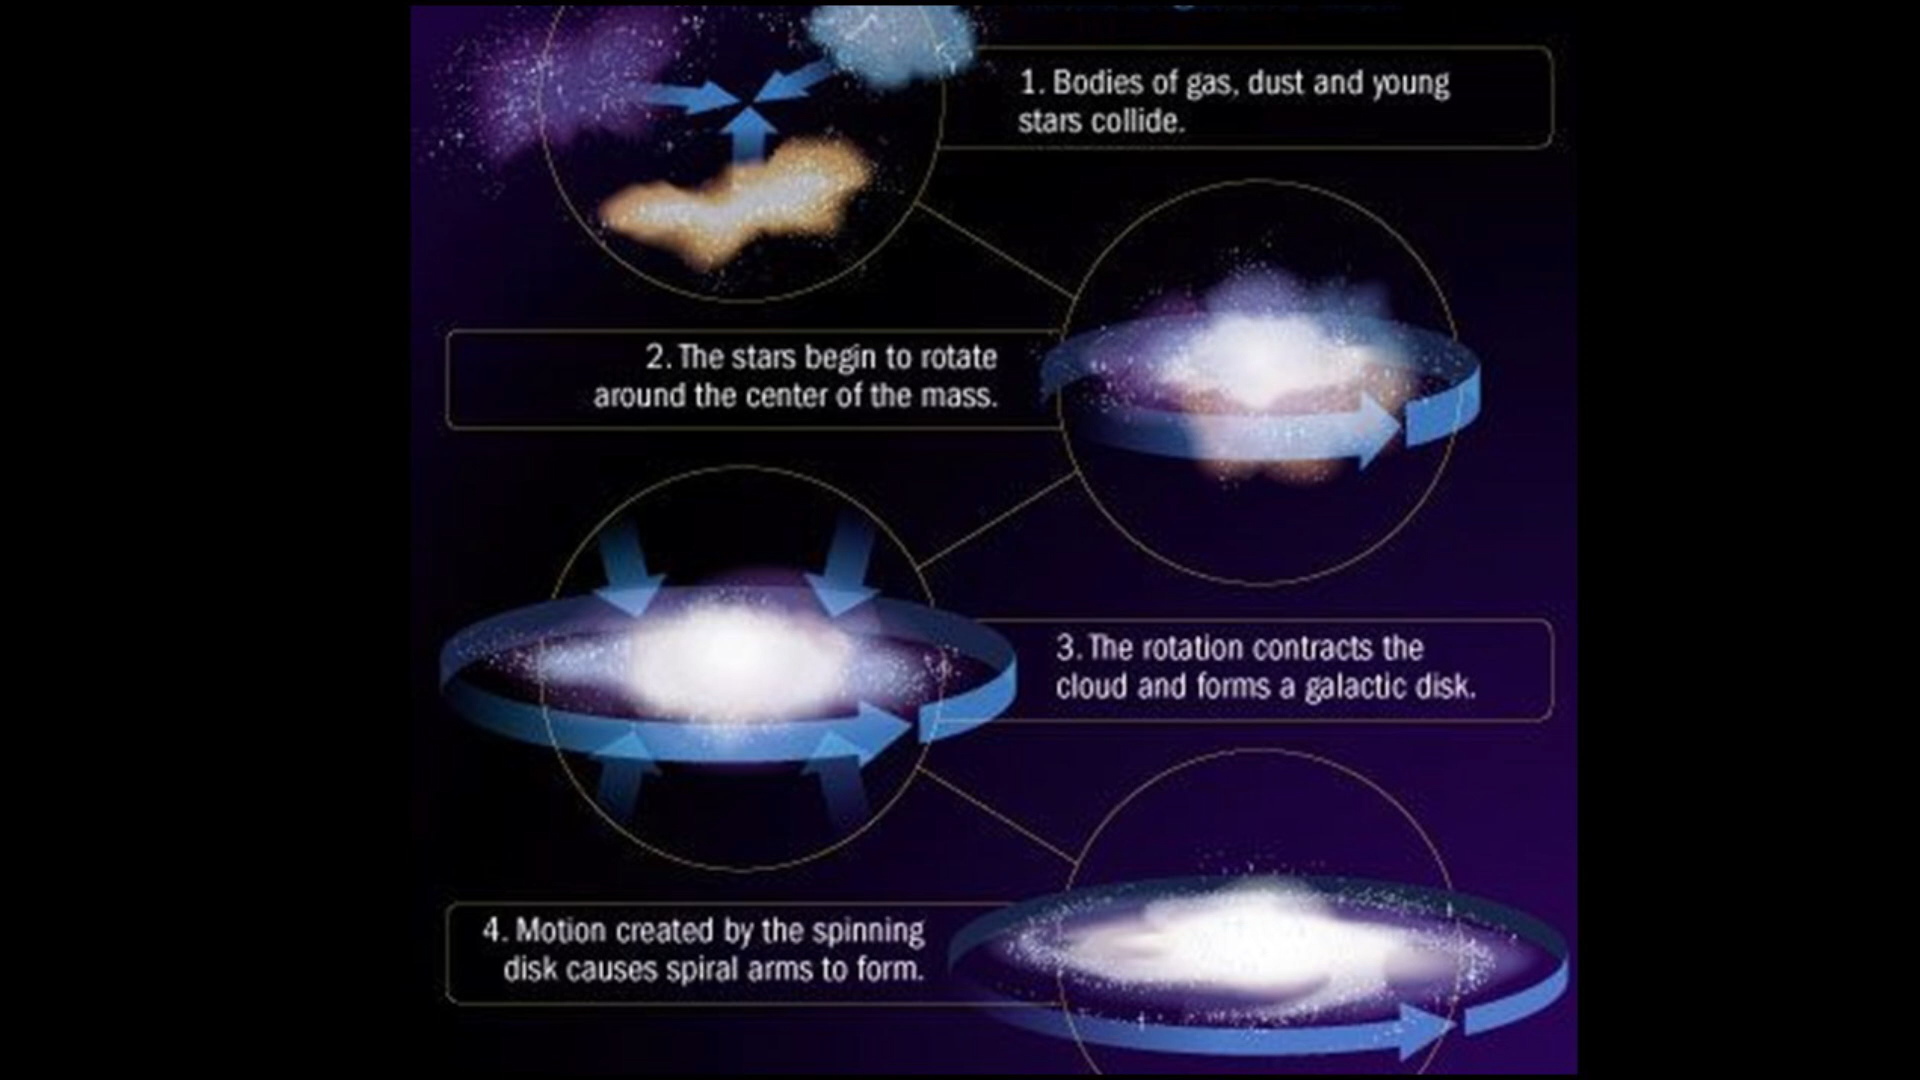 1. Bodies of gas, dust and young
stars collide.
2. The stars begin to rotate
around the center of the mass.
3. The rotation contracts the
cloud and forms a galactic disk.
4. Motion created by the spinning
disk causes spiral arms to form.